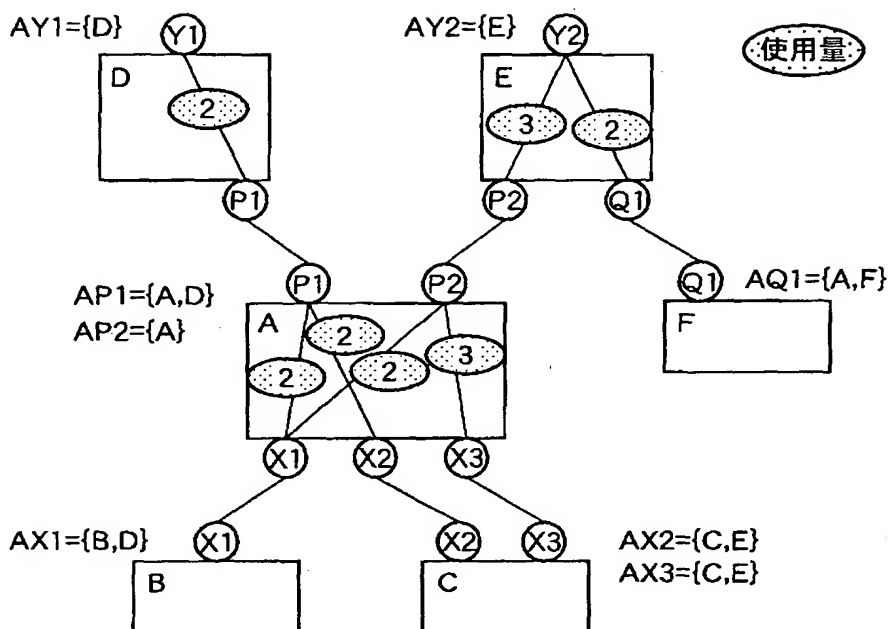 AY1={D}
Y1
AY2={E}
Y2
使用量
D
2
E
3
2
P1
P2
Q1
P1
P2
Q1
AQ1={A,F}
AP1={A,D}
AP2={A}
A
2
2
2
3
F
X1
X2
X3
AX1={B,D}
X1
X2
X3
AX2={C,E}
AX3={C,E}
B
C